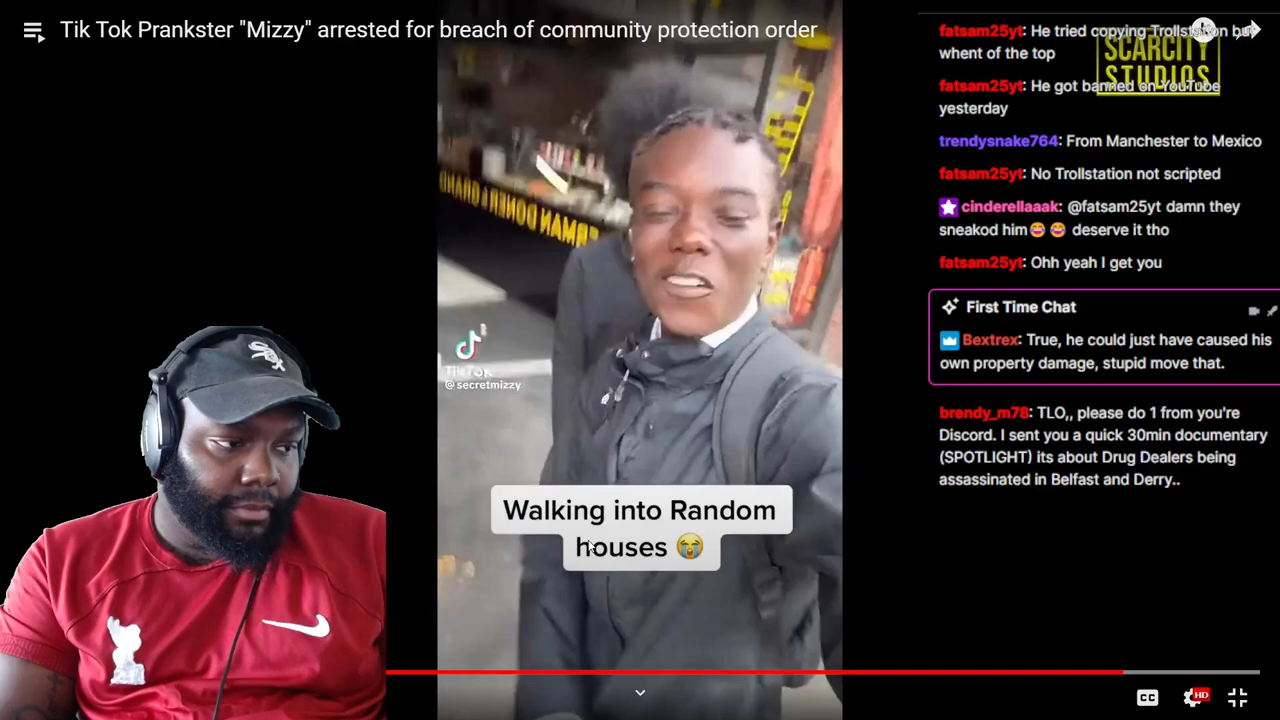 Tik Tok Prankster "Mizzy" arrested for breach of community protection order
TikTok
@secretmizzy
Walking into Random
houses 😭
SCARCITY
STUDIOS
fatsam25yt: He tried copying Trollstation but
whent of the top
fatsam25yt: He got banned on YouTube
yesterday
trendysnake764: From Manchester to Mexico
fatsam25yt: No Trollstation not scripted
cinderellaaak: @fatsam25yt damn they
sneakod him😂 😂 deserve it tho
fatsam25yt: Ohh yeah I get you
First Time Chat
Bextrex: True, he could just have caused his
own property damage, stupid move that.
brendy_m78: TLO,, please do 1 from you're
Discord. I sent you a quick 30min documentary
(SPOTLIGHT) its about Drug Dealers being
assassinated in Belfast and Derry..
CC
HD